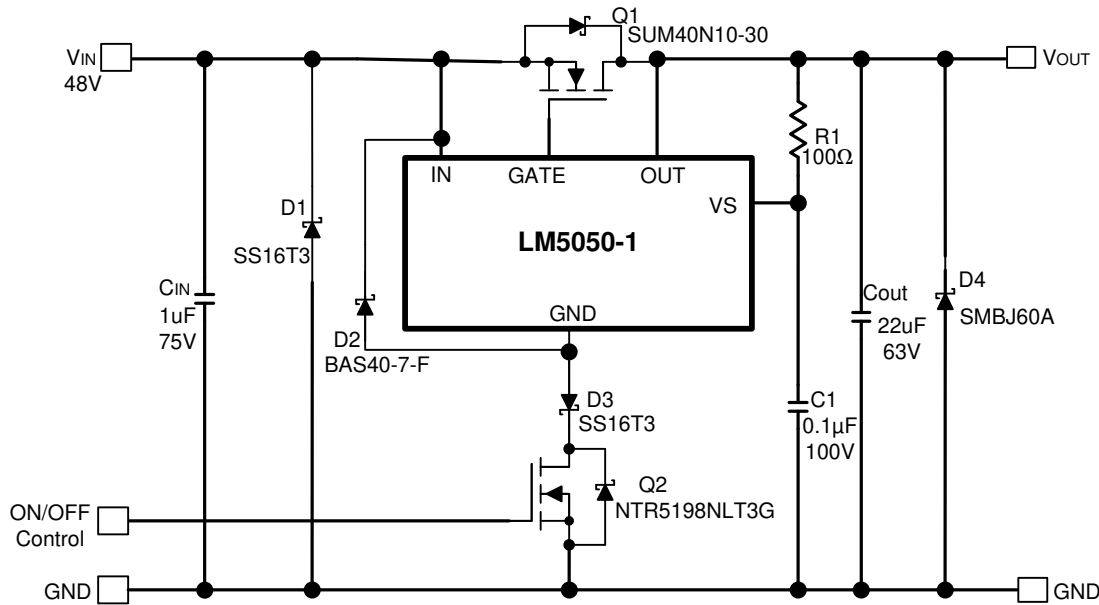 Q1
SUM40N10-30
VIN
48V
VOUT
R1
100Ω
IN
GATE
OUT
VS
LM5050-1
GND
D1
SS16T3
CIN
1uF
75V
D2
BAS40-7-F
Cout
22uF
63V
D4
SMBJ60A
D3
SS16T3
C1
0.1µF
100V
Q2
NTR5198NLT3G
ON/OFF
Control
GND
GND